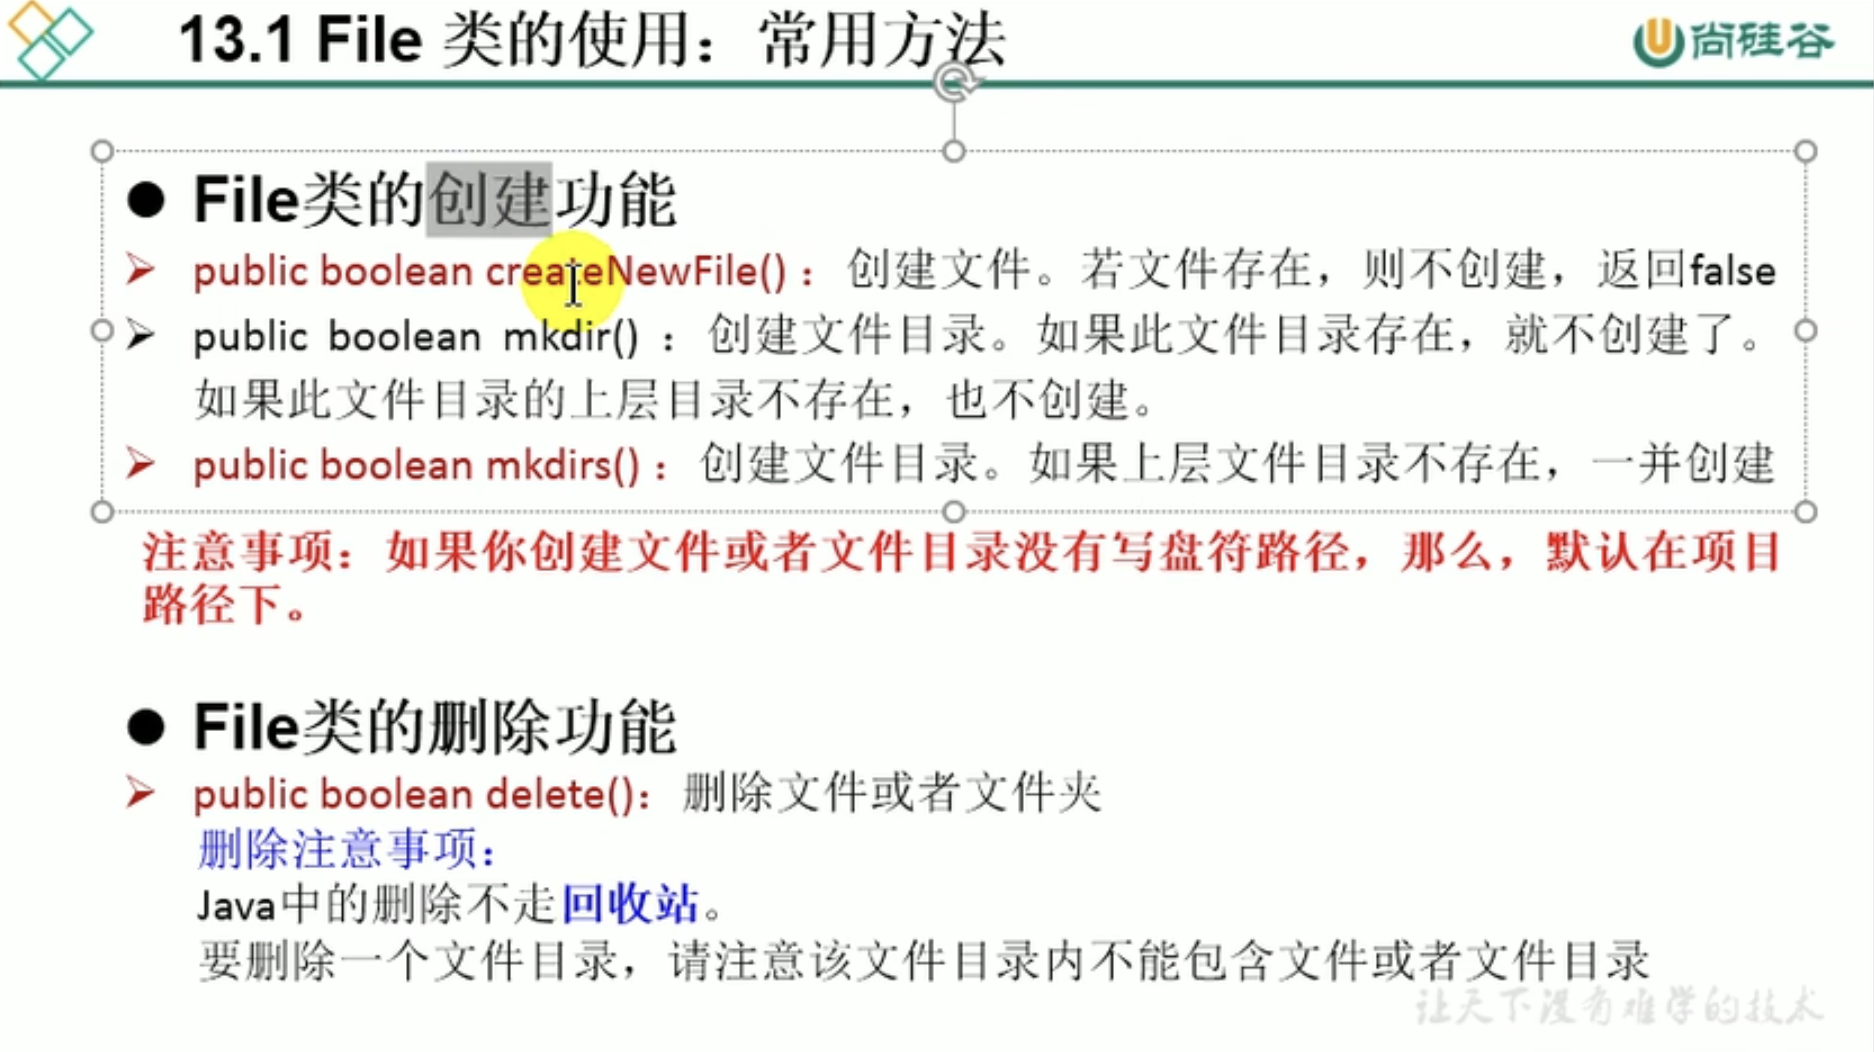 13.1 File 类的使用：常用方法
尚硅谷
File类的创建功能
public boolean createNewFile()：创建文件。若文件存在，则不创建，返回false
public boolean mkdir()：创建文件目录。如果此文件目录存在，就不创建了。
如果此文件目录的上层目录不存在，也不创建。
public boolean mkdirs()：创建文件目录。如果上层文件目录不存在，一并创建
注意事项：如果你创建文件或者文件目录没有写盘符路径，那么，默认在项目
路径下。
File类的删除功能
public boolean delete()：删除文件或者文件夹
删除注意事项：
Java中的删除不走回收站。
要删除一个文件目录，请注意该文件目录内不能包含文件或者文件目录
让天下没有难学的技术